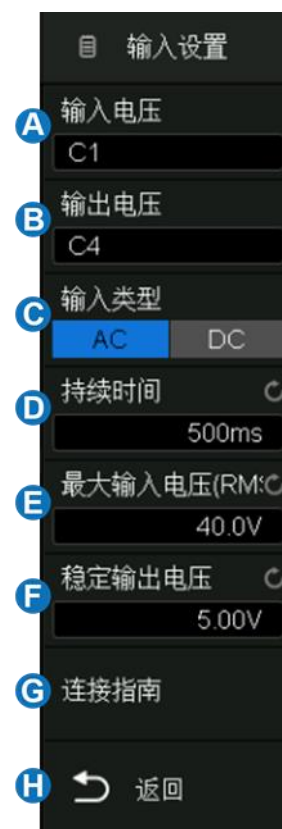 输入设置
A 输入电压
C1
B 输出电压
C4
C 输入类型
AC DC
D 持续时间
500ms
E 最大输入电压(RMS
40.0V
F 稳定输出电压
5.00V
G 连接指南
H 返回